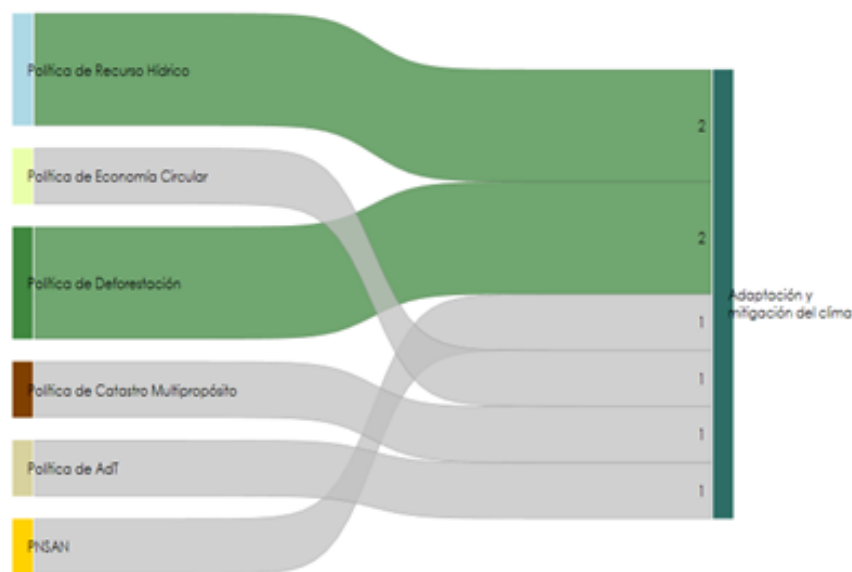 Política de Recurso Hídrico
Política de Economía Circular
Política de Deforestación
Política de Catastro Multipropósito
Política de AdT
PNSAN
2
2
1
1
1
1
Adaptación y
mitigación del clima